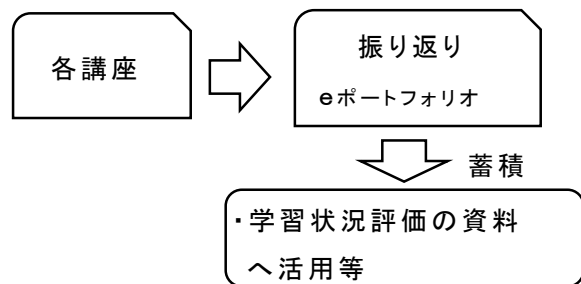 各講座
振り返り
eポートフォリオ
蓄積
・学習状況評価の資料
へ活用等